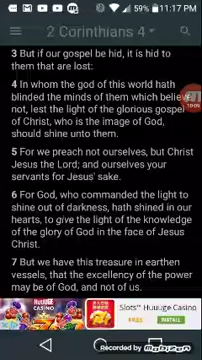 59% 11:17 PM
2 Corinthians 4
3 But if our gospel be hid, it is hid to
them that are lost:
4 In whom the god of this world hath
blinded the minds of them which believe
not, lest the light of the glorious gospel
of Christ, who is the image of God,
should shine unto them.
5 For we preach not ourselves, but Christ
Jesus the Lord; and ourselves your
servants for Jesus' sake.
6 For God, who commanded the light to
shine out of darkness, hath shined in our
hearts, to give the light of the knowledge
of the glory of God in the face of Jesus
Christ.
7 But we have this treasure in earthen
vessels, that the excellency of the power
may be of God, and not of us.
HUUUGE
CASINO
Slots Huuuge Casino
FREE
INSTALL
Recorded by